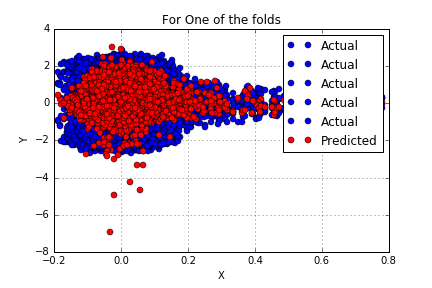 For One of the folds
4
2
0
−2
−4
−6
−8
Y
Actual
Actual
Actual
Actual
Actual
Predicted
−0.2
0.0
0.2
0.4
0.6
0.8
X